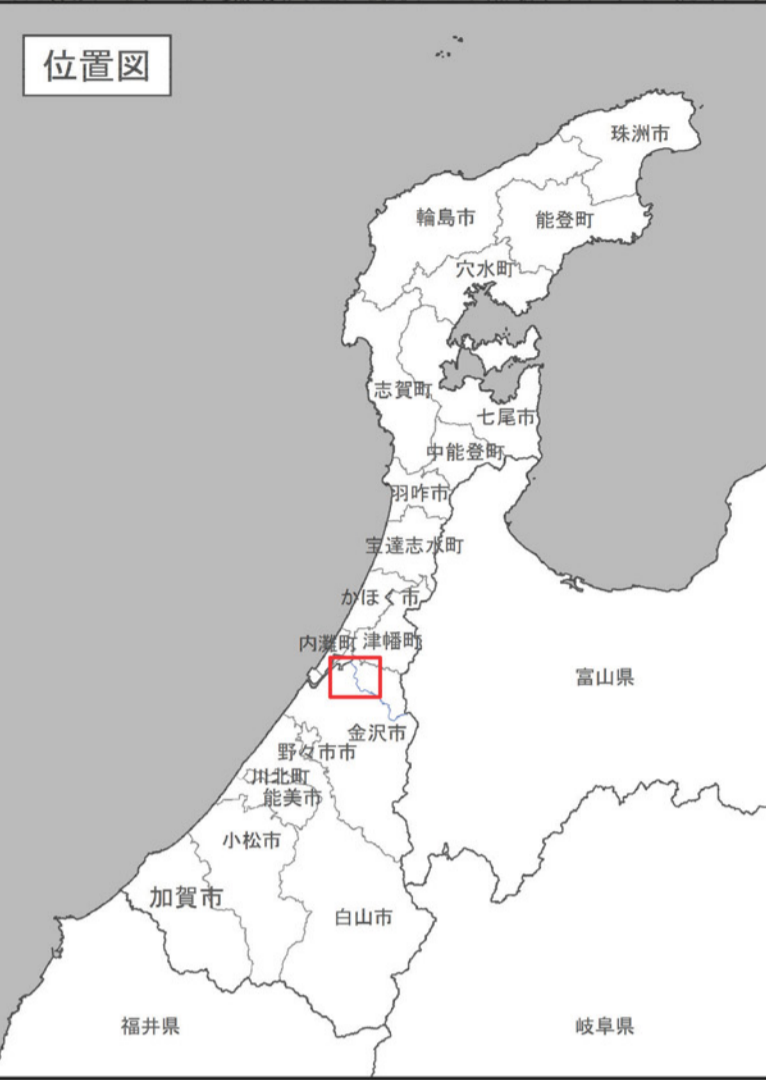 位置図
珠洲市
輪島市
能登町
穴水町
志賀町
七尾市
中能登町
羽咋市
宝達志水町
かほく市
内灘町
津幡町
富山県
金沢市
野々市市
川北町
能美市
小松市
加賀市
白山市
福井県
岐阜県